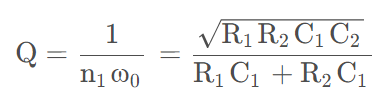 Q = 1 / (n₁ ω₀) = √(R₁ R₂ C₁ C₂) / (R₁ C₁ + R₂ C₁)